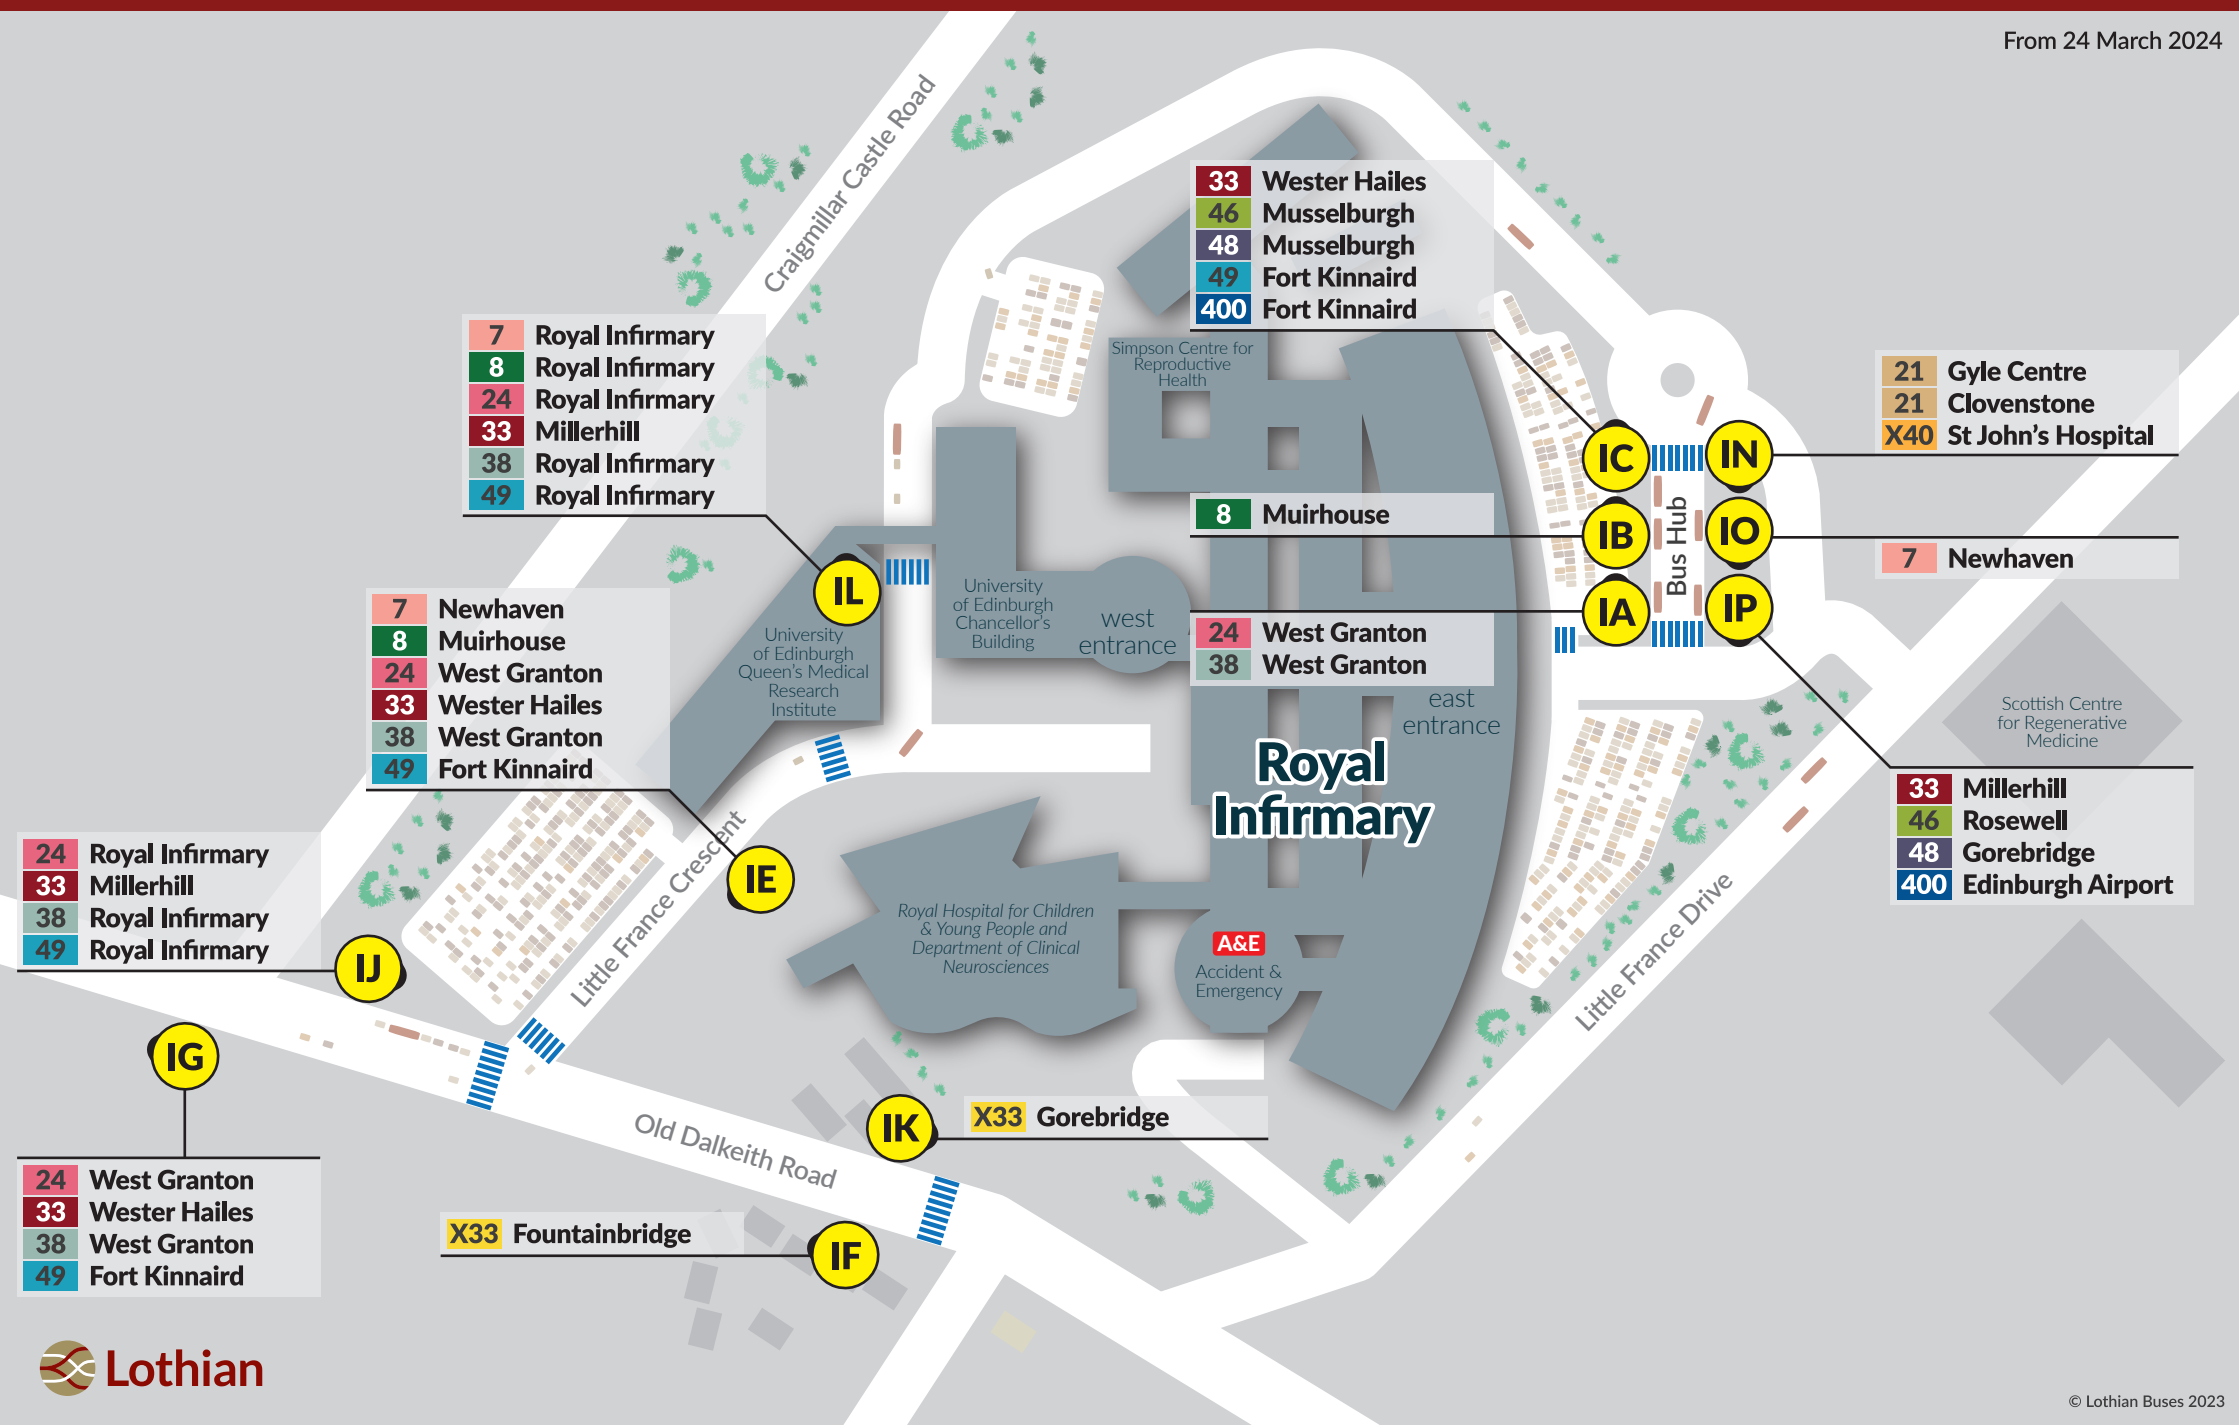 From 24 March 2024
Craigmillar Castle Road
33 Wester Hailes
46 Musselburgh
48 Musselburgh
49 Fort Kinnaird
400 Fort Kinnaird
7 Royal Infirmary
8 Royal Infirmary
24 Royal Infirmary
33 Millerhill
38 Royal Infirmary
49 Royal Infirmary
Simpson Centre for
Reproductive
Health
21 Gyle Centre
21 Clovenstone
X40 St John's Hospital
IC
IN
8 Muirhouse
IB
Bus Hub
IO
7 Newhaven
IL
IA
IP
7 Newhaven
8 Muirhouse
24 West Granton
33 Wester Hailes
38 West Granton
49 Fort Kinnaird
University
of Edinburgh
Queen's Medical
Research
Institute
University
of Edinburgh
Chancellor's
Building
west
entrance
24 West Granton
38 West Granton
east
entrance
Scottish Centre
for Regenerative
Medicine
Royal
Infirmary
33 Millerhill
46 Rosewell
48 Gorebridge
400 Edinburgh Airport
24 Royal Infirmary
33 Millerhill
38 Royal Infirmary
49 Royal Infirmary
IJ
Little France Crescent
IE
Royal Hospital for Children
& Young People and
Department of Clinical
Neurosciences
A&E
Accident &
Emergency
Little France Drive
IG
24 West Granton
33 Wester Hailes
38 West Granton
49 Fort Kinnaird
Old Dalkeith Road
IK
X33 Gorebridge
X33 Fountainbridge
IF
Lothian
© Lothian Buses 2023